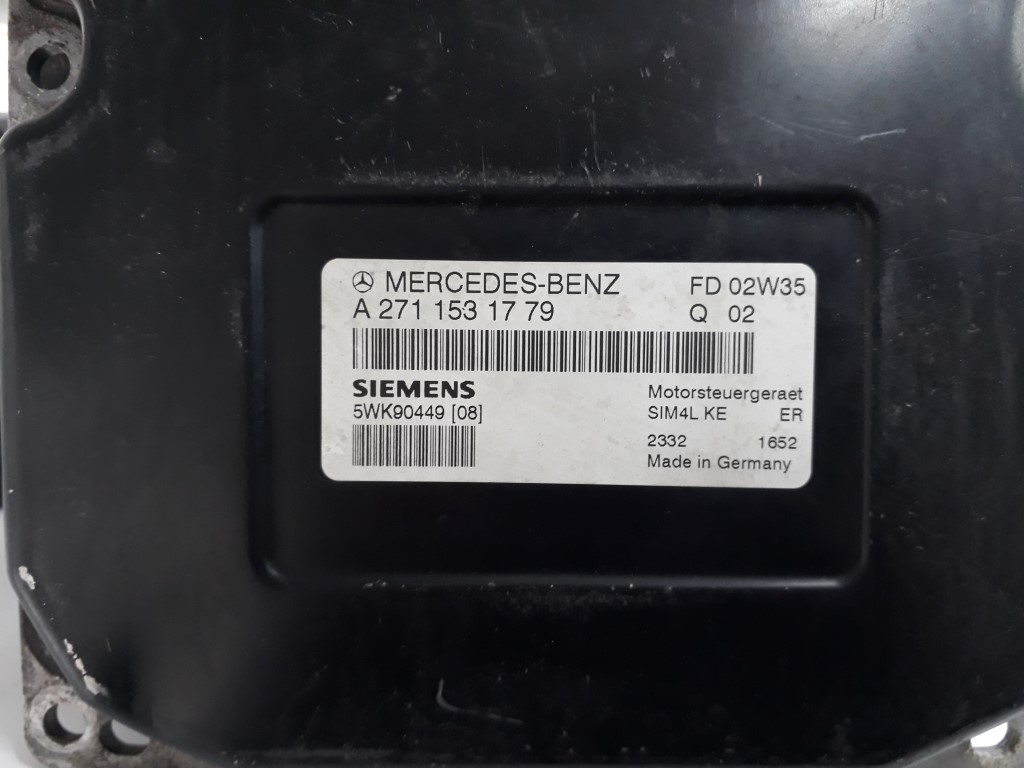 MERCEDES-BENZ FD 02W35
A 271 153 17 79 Q 02
SIEMENS Motorsteuergeraet
5WK90449 [08] SIM4L KE ER
2332 1652
Made in Germany